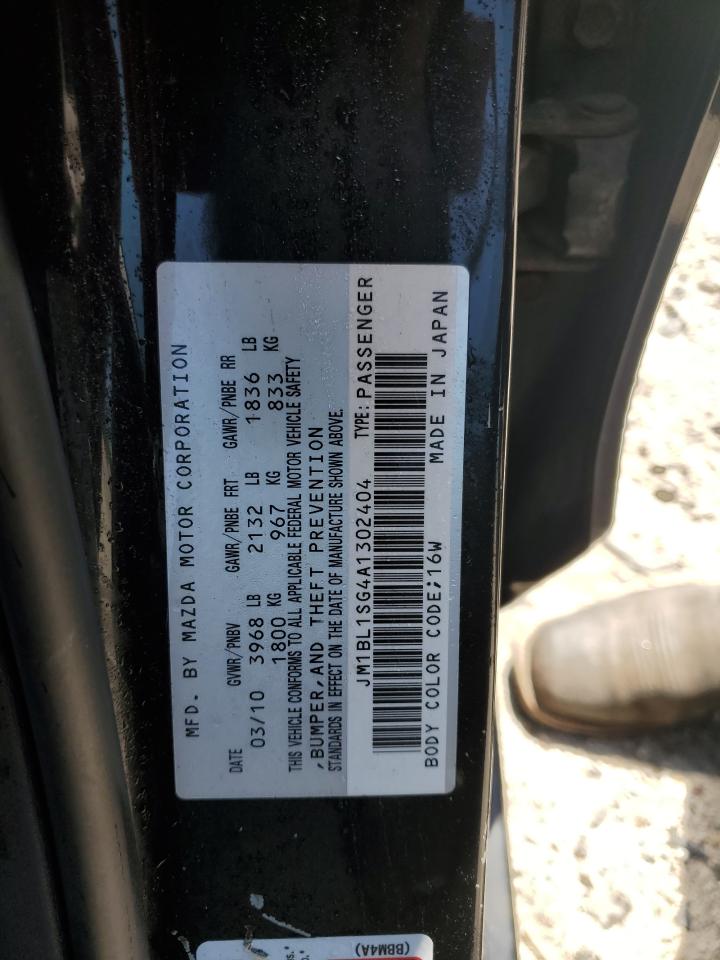 MFD. BY MAZDA MOTOR CORPORATION
DATE GVWR/PNBV GAWR/PNBE FRT GAWR/PNBE RR
03/10 3968 LB 2132 LB 1836 LB
1800 KG 967 KG 833 KG
THIS VEHICLE CONFORMS TO ALL APPLICABLE FEDERAL MOTOR VEHICLE SAFETY
,BUMPER,AND THEFT PREVENTION
STANDARDS IN EFFECT ON THE DATE OF MANUFACTURE SHOWN ABOVE.
JM1BL1SG4A1302404 TYPE:PASSENGER
BODY COLOR CODE:16W MADE IN JAPAN
(BBM4A)